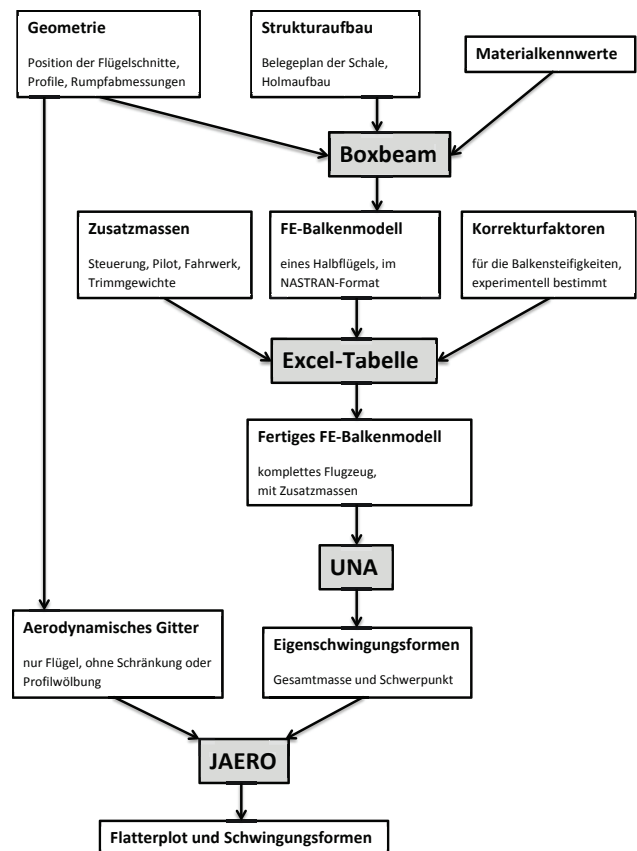 Geometrie
Position der Flügelschnitte,
Profile, Rumpfabmessungen
Strukturaufbau
Belegeplan der Schale,
Holmaufbau
Materialkennwerte
Boxbeam
Zusatzmassen
Steuerung, Pilot, Fahrwerk,
Trimmgewichte
FE-Balkenmodell
eines Halbflügels, im
NASTRAN-Format
Korrekturfaktoren
für die Balkensteifigkeiten,
experimentell bestimmt
Excel-Tabelle
Fertiges FE-Balkenmodell
komplettes Flugzeug,
mit Zusatzmassen
UNA
Aerodynamisches Gitter
nur Flügel, ohne Schränkung oder
Profilwölbung
Eigenschwingungsformen
Gesamtmasse und Schwerpunkt
JAERO
Flatterplot und Schwingungsformen